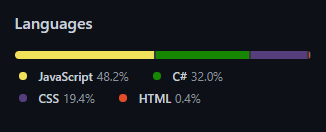 Languages
JavaScript 48.2% C# 32.0%
CSS 19.4% HTML 0.4%